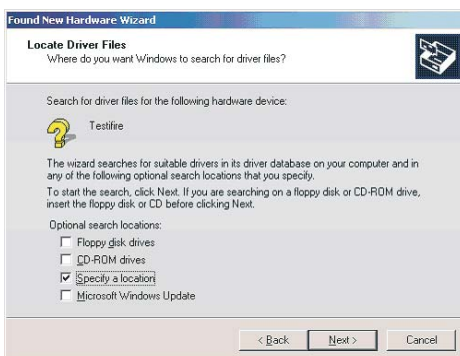 Found New Hardware Wizard
Locate Driver Files
Where do you want Windows to search for driver files?
Search for driver files for the following hardware device:
Testifire
The wizard searches for suitable drivers in its driver database on your computer and in
any of the following optional search locations that you specify.
To start the search, click Next. If you are searching on a floppy disk or CD-ROM drive,
insert the floppy disk or CD before clicking Next.
Optional search locations:
Floppy disk drives
CD-ROM drives
Specify a location
Microsoft Windows Update
< Back
Next >
Cancel